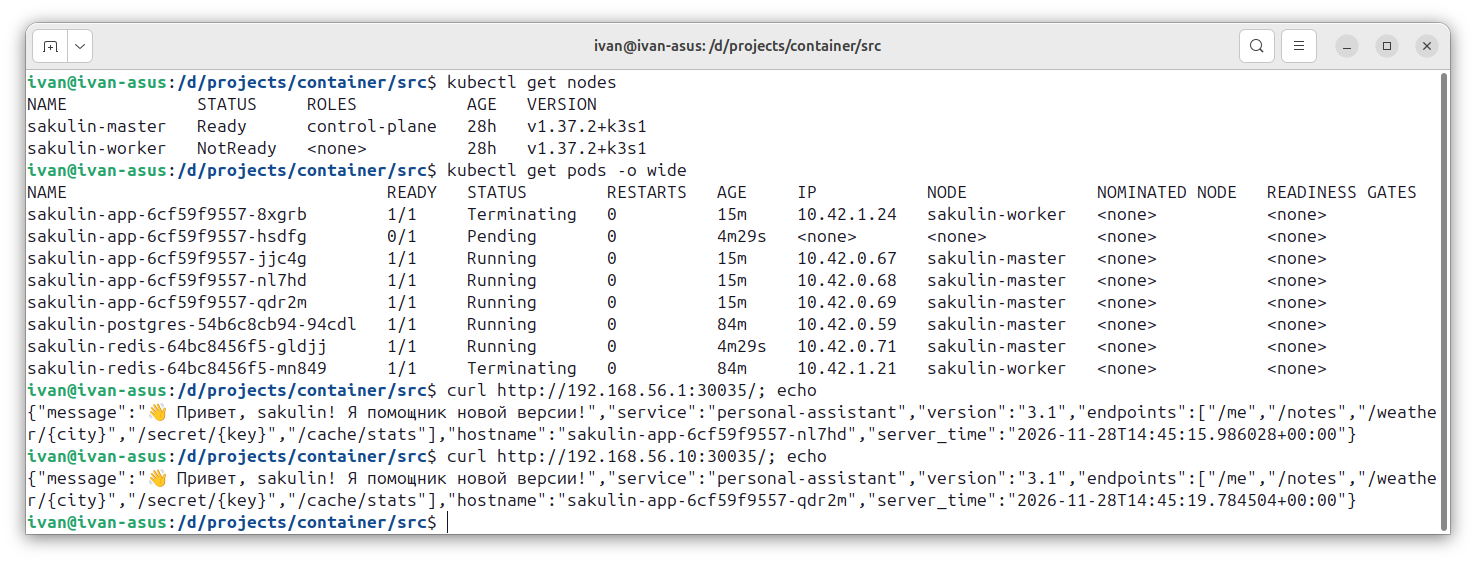 ivan@ivan-asus: /d/projects/container/src
ivan@ivan-asus:/d/projects/container/src$ kubectl get nodes
NAME             STATUS     ROLES           AGE   VERSION
sakulin-master   Ready      control-plane   28h   v1.37.2+k3s1
sakulin-worker   NotReady   <none>          28h   v1.37.2+k3s1
ivan@ivan-asus:/d/projects/container/src$ kubectl get pods -o wide
NAME                                READY   STATUS        RESTARTS   AGE     IP           NODE             NOMINATED NODE   READINESS GATES
sakulin-app-6cf59f9557-8xgrb        1/1     Terminating   0          15m     10.42.1.24   sakulin-worker   <none>           <none>
sakulin-app-6cf59f9557-hsdfg        0/1     Pending       0          4m29s   <none>       <none>           <none>           <none>
sakulin-app-6cf59f9557-jjc4g        1/1     Running       0          15m     10.42.0.67   sakulin-master   <none>           <none>
sakulin-app-6cf59f9557-nl7hd        1/1     Running       0          15m     10.42.0.68   sakulin-master   <none>           <none>
sakulin-app-6cf59f9557-qdr2m        1/1     Running       0          15m     10.42.0.69   sakulin-master   <none>           <none>
sakulin-postgres-54b6c8cb94-94cdl   1/1     Running       0          84m     10.42.0.59   sakulin-master   <none>           <none>
sakulin-redis-64bc8456f5-gldjj      1/1     Running       0          4m29s   10.42.0.71   sakulin-master   <none>           <none>
sakulin-redis-64bc8456f5-mn849      1/1     Terminating   0          84m     10.42.1.21   sakulin-worker   <none>           <none>
ivan@ivan-asus:/d/projects/container/src$ curl http://192.168.56.1:30035/; echo
{"message":"👋 Привет, sakulin! Я помощник новой версии!","service":"personal-assistant","version":"3.1","endpoints":["/me","/notes","/weathe
r/{city}","/secret/{key}","/cache/stats"],"hostname":"sakulin-app-6cf59f9557-nl7hd","server_time":"2026-11-28T14:45:15.986028+00:00"}
ivan@ivan-asus:/d/projects/container/src$ curl http://192.168.56.10:30035/; echo
{"message":"👋 Привет, sakulin! Я помощник новой версии!","service":"personal-assistant","version":"3.1","endpoints":["/me","/notes","/weathe
r/{city}","/secret/{key}","/cache/stats"],"hostname":"sakulin-app-6cf59f9557-qdr2m","server_time":"2026-11-28T14:45:19.784504+00:00"}
ivan@ivan-asus:/d/projects/container/src$